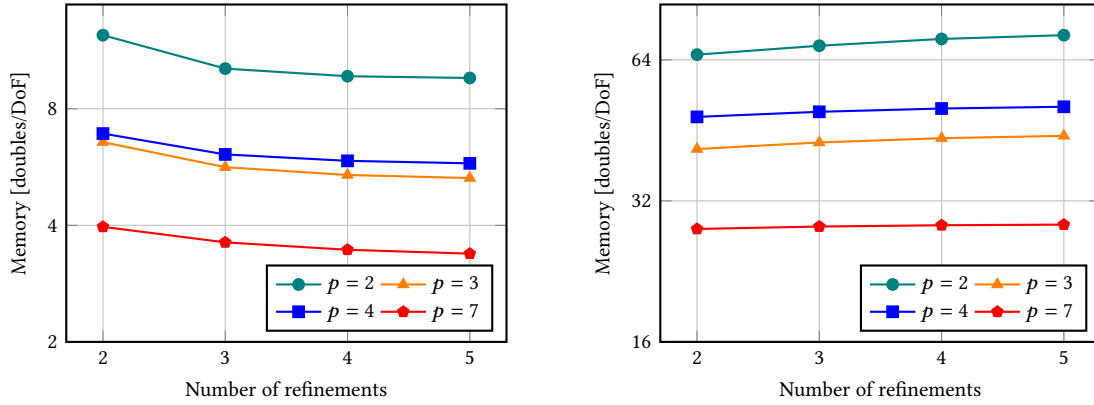 Memory [doubles/DoF]
8
4
2
2 3 4 5
Number of refinements
p = 2 p = 3
p = 4 p = 7
Memory [doubles/DoF]
64
32
16
2 3 4 5
Number of refinements
p = 2 p = 3
p = 4 p = 7